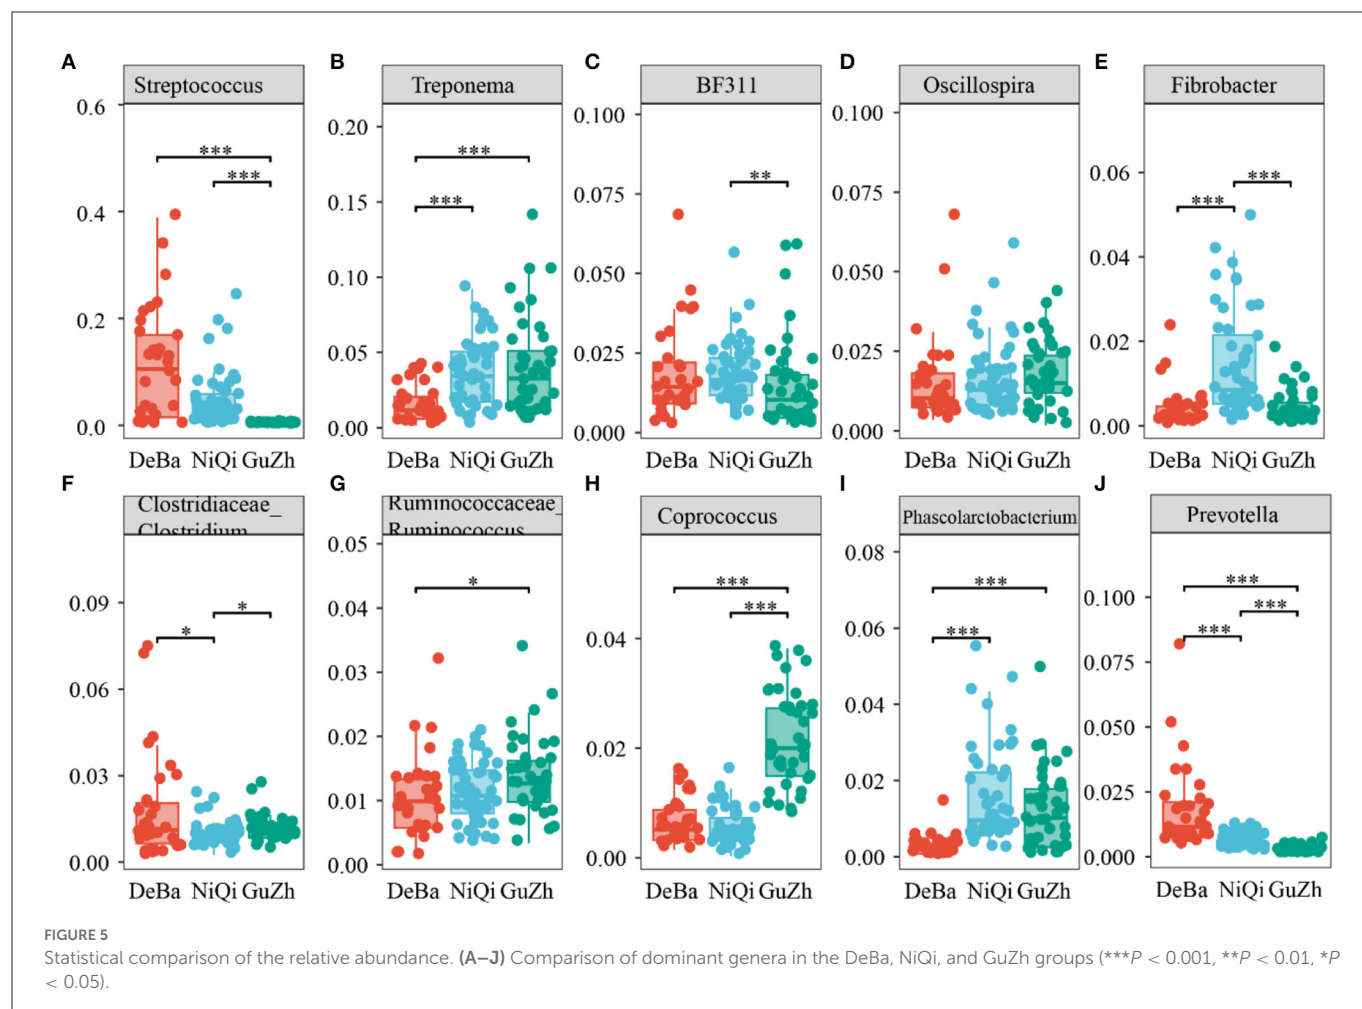 A
Streptococcus
0.6
0.4
0.2
0.0
***
***
DeBa NiQi GuZh
B
Treponema
0.20
0.15
0.10
0.05
0.00
***
***
DeBa NiQi GuZh
C
BF311
0.100
0.075
0.050
0.025
0.000
**
DeBa NiQi GuZh
D
Oscillospira
0.100
0.075
0.050
0.025
0.000
DeBa NiQi GuZh
E
Fibrobacter
0.06
0.04
0.02
0.00
***
***
DeBa NiQi GuZh
F
Clostridiaceae_
Clostridium
0.09
0.06
0.03
0.00
*
*
DeBa NiQi GuZh
G
Ruminococcaceae_
Ruminococcus
0.05
0.04
0.03
0.02
0.01
0.00
*
DeBa NiQi GuZh
H
Coprococcus
0.04
0.02
0.00
***
***
DeBa NiQi GuZh
I
Phascolarctobacterium
0.08
0.06
0.04
0.02
0.00
***
***
DeBa NiQi GuZh
J
Prevotella
0.100
0.075
0.050
0.025
0.000
***
***
***
DeBa NiQi GuZh
FIGURE 5
Statistical comparison of the relative abundance. (A–J) Comparison of dominant genera in the DeBa, NiQi, and GuZh groups (***P < 0.001, **P < 0.01, *P
< 0.05).